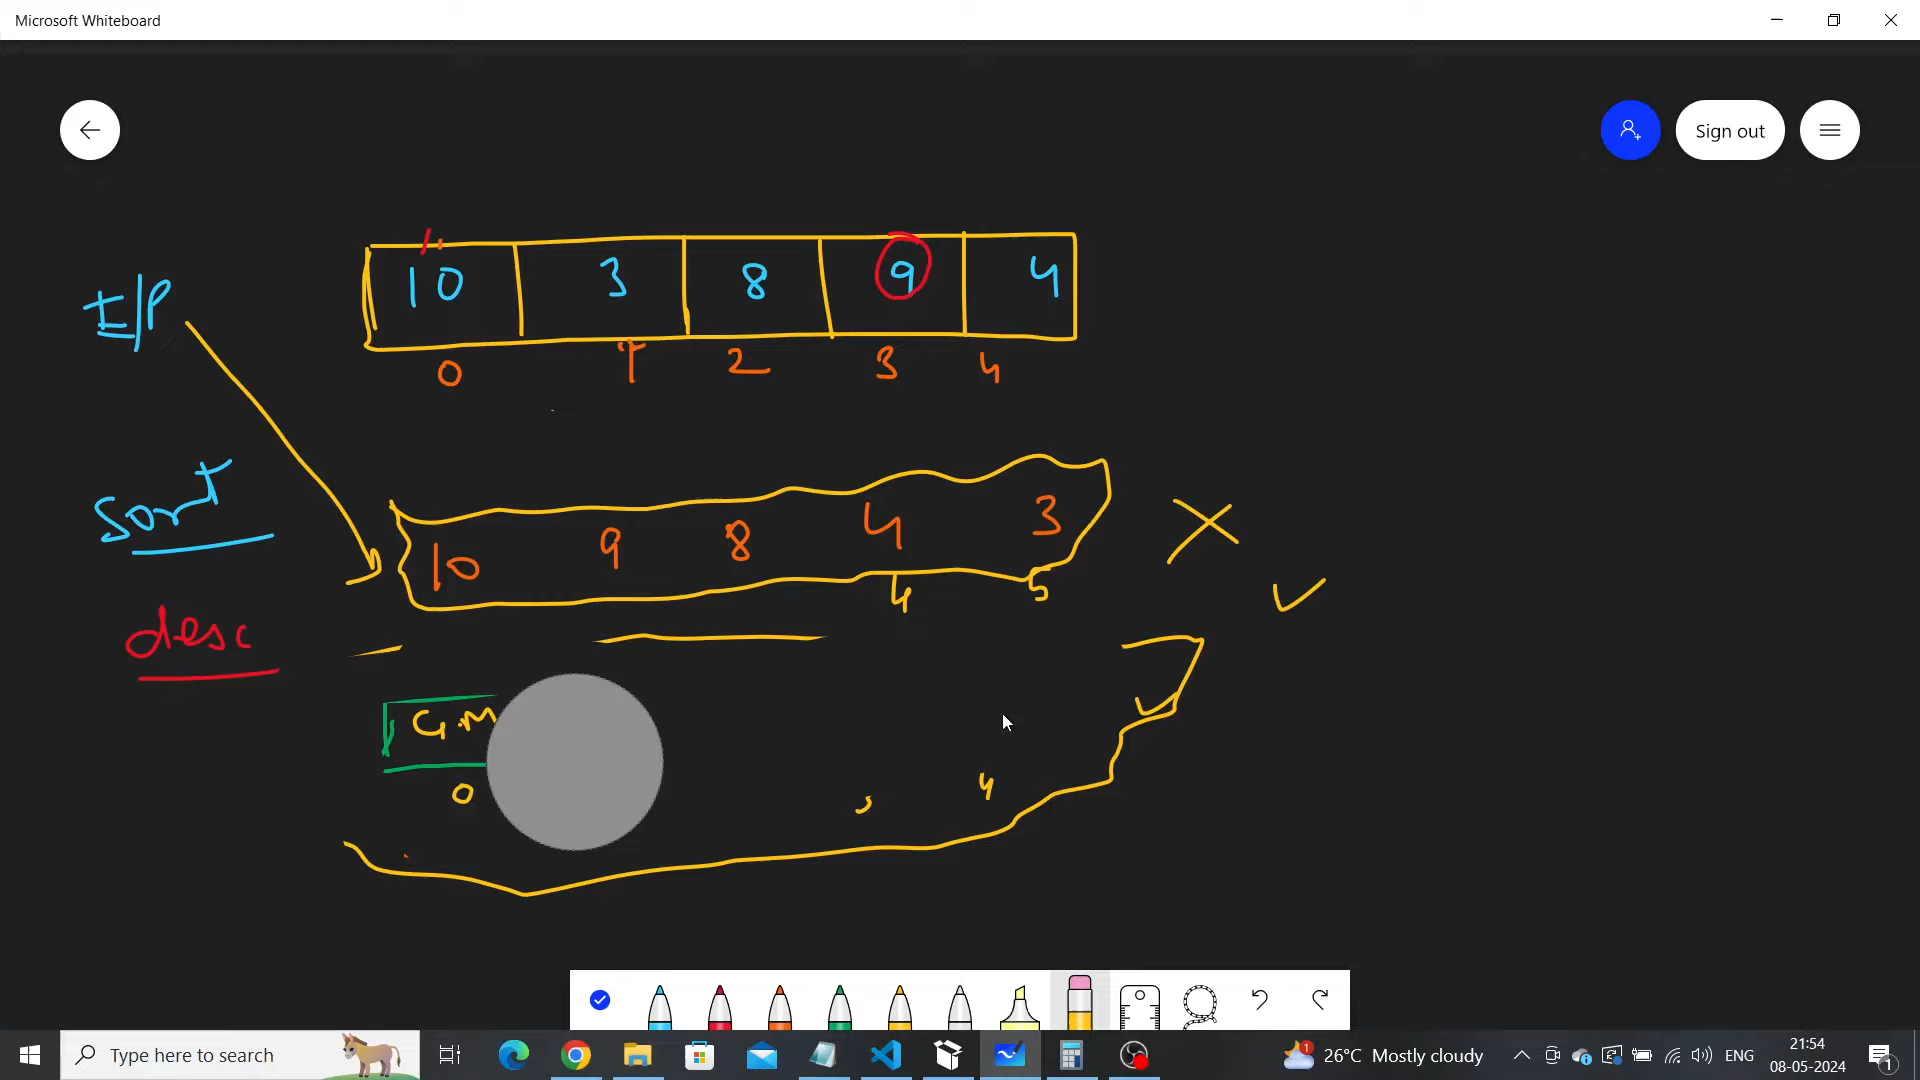 Microsoft Whiteboard
Sign out
I/P
10 3 8 9 4
0 1 2 3 4
Sort
10 9 8 4 3
4 5
desc
G.M
0 4
Type here to search
26°C Mostly cloudy
ENG
21:54
08-05-2024
1
1